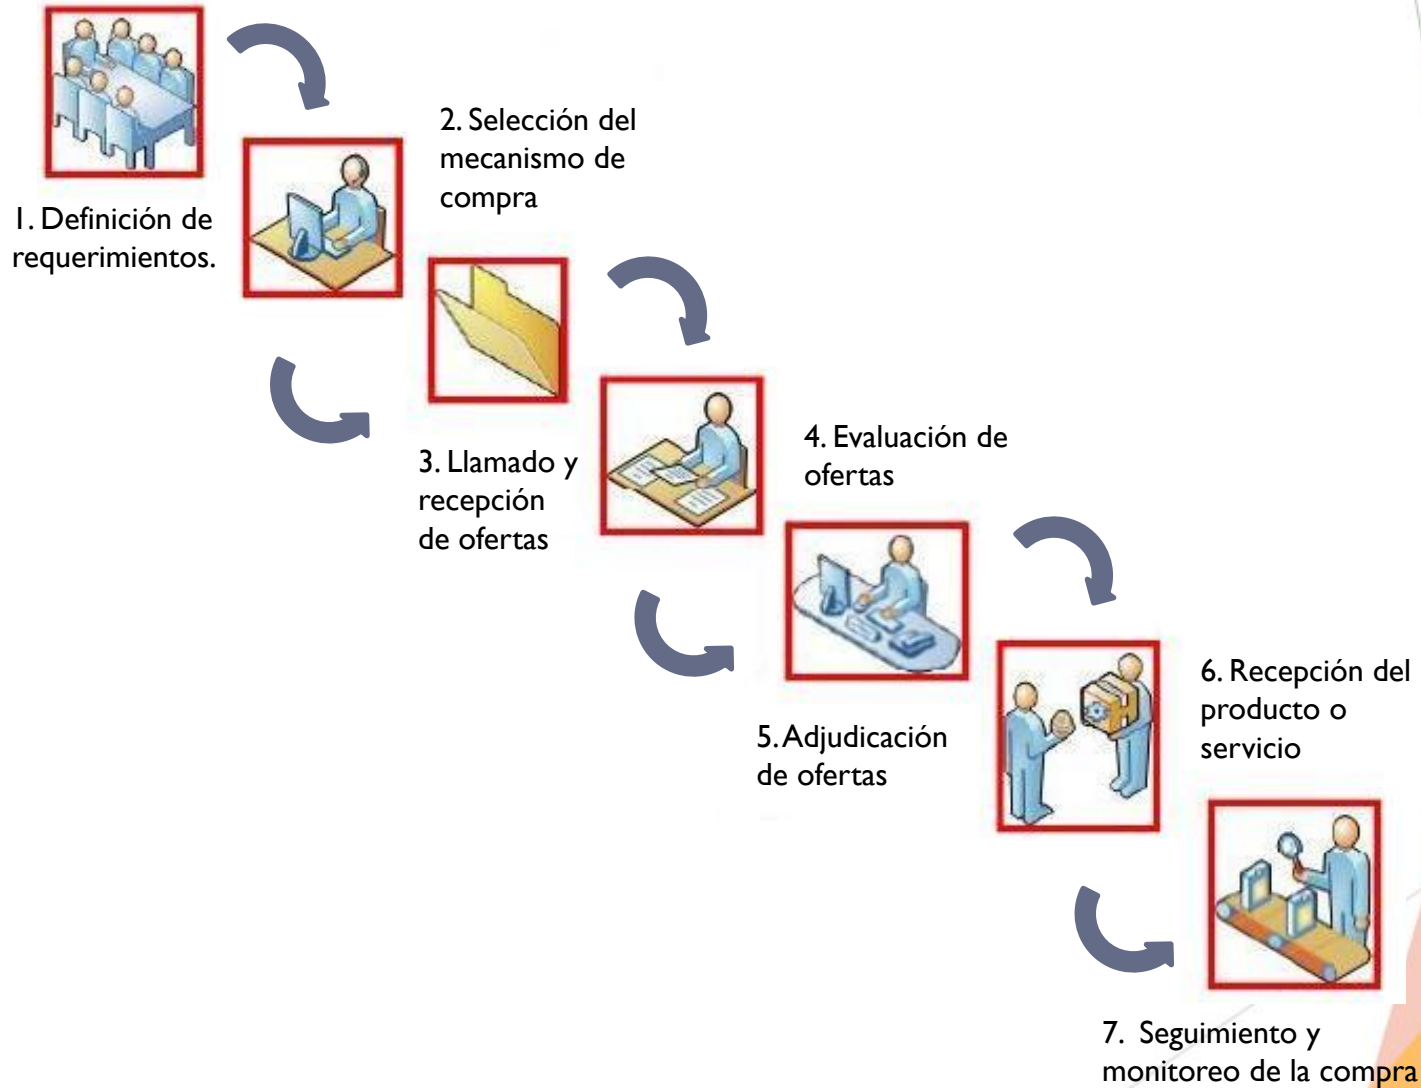 1. Definición de
requerimientos.
2. Selección del
mecanismo de
compra
3. Llamado y
recepción
de ofertas
4. Evaluación de
ofertas
5. Adjudicación
de ofertas
6. Recepción del
producto o
servicio
7. Seguimiento y
monitoreo de la compra